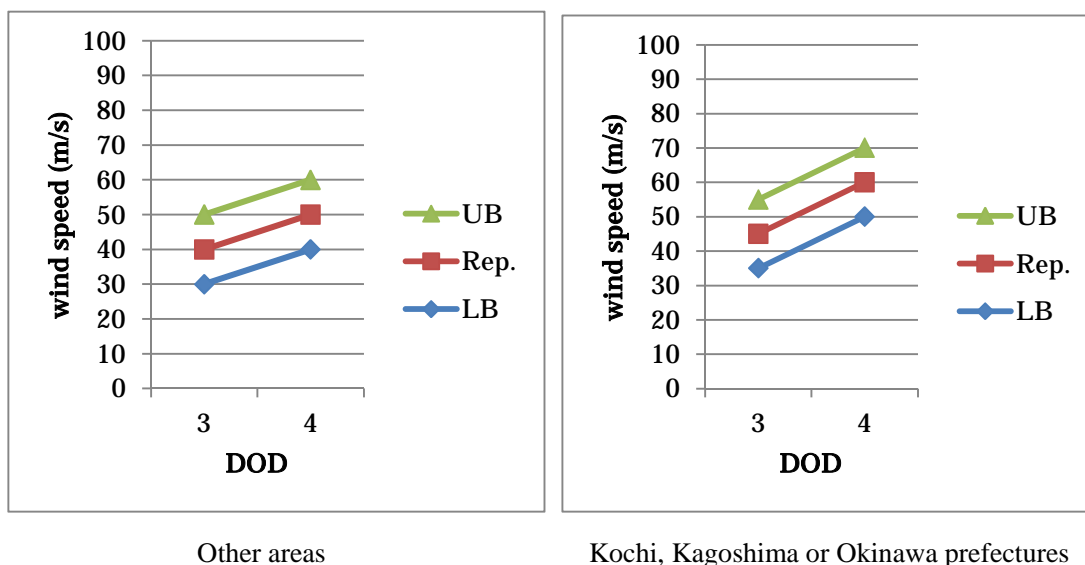 100
90
80
70
60
50
40
30
20
10
0
wind speed (m/s)
3 4
DOD
UB
Rep.
LB
Other areas
100
90
80
70
60
50
40
30
20
10
0
wind speed (m/s)
3 4
DOD
UB
Rep.
LB
Kochi, Kagoshima or Okinawa prefectures